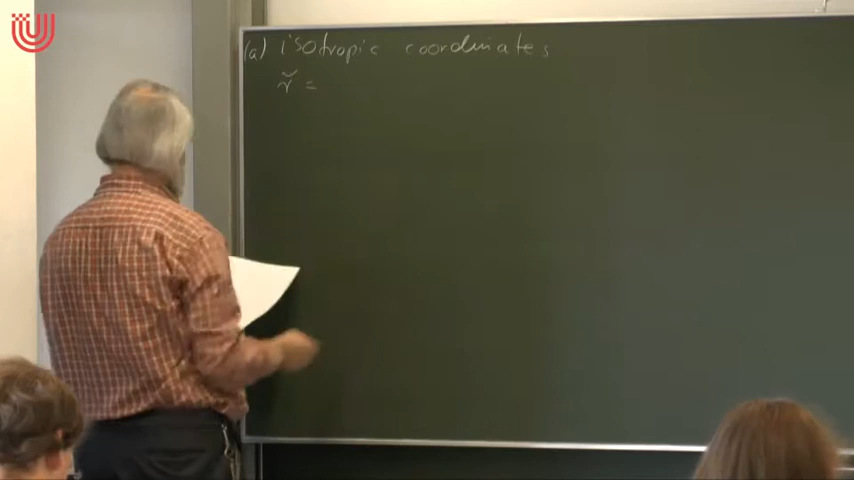 (a) isotropic coordinates
r̆ =